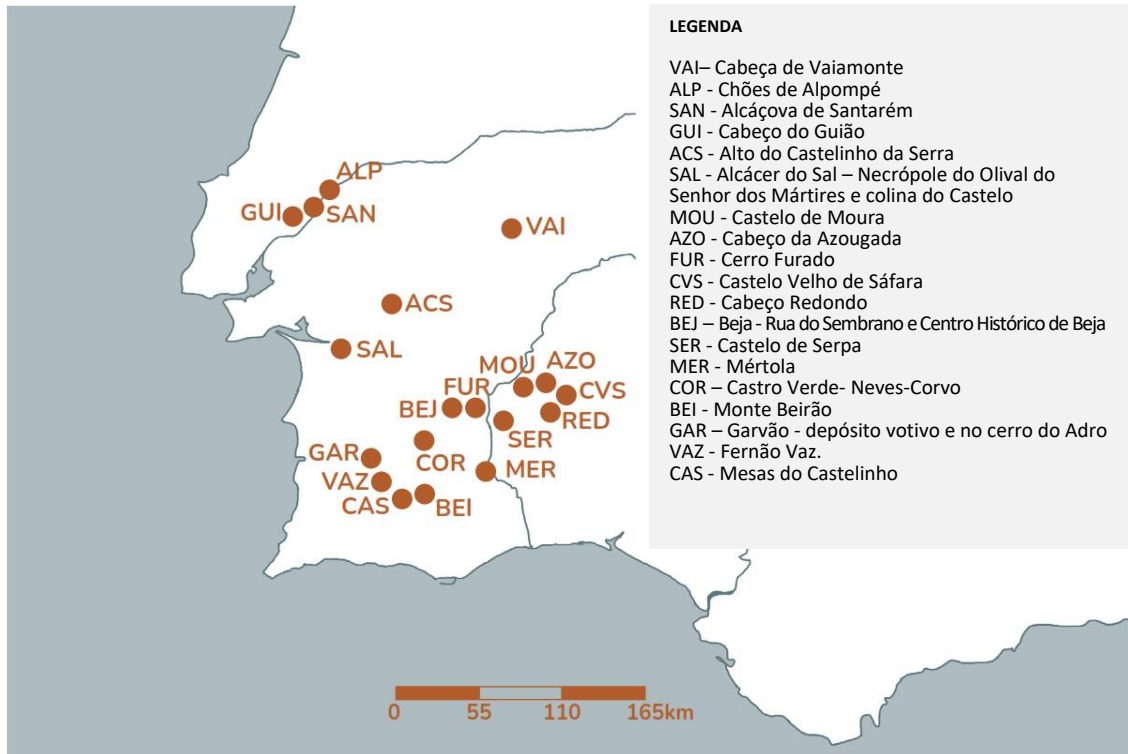 LEGENDA
VAI– Cabeça de Vaiamonte
ALP - Chões de Alpompé
SAN - Alcáçova de Santarém
GUI - Cabeço do Guião
ACS - Alto do Castelinho da Serra
SAL - Alcácer do Sal – Necrópole do Olival do
Senhor dos Mártires e colina do Castelo
MOU - Castelo de Moura
AZO - Cabeço da Azougada
FUR - Cerro Furado
CVS - Castelo Velho de Sáfara
RED - Cabeço Redondo
BEJ – Beja - Rua do Sembrano e Centro Histórico de Beja
SER - Castelo de Serpa
MER - Mértola
COR – Castro Verde- Neves-Corvo
BEI - Monte Beirão
GAR – Garvão - depósito votivo e no cerro do Adro
VAZ - Fernão Vaz.
CAS - Mesas do Castelinho
ALP
GUI
SAN
VAI
ACS
SAL
MOU
AZO
FUR
CVS
BEJ
RED
SER
GAR
COR
MER
VAZ
CAS
BEI
0
55
110
165km